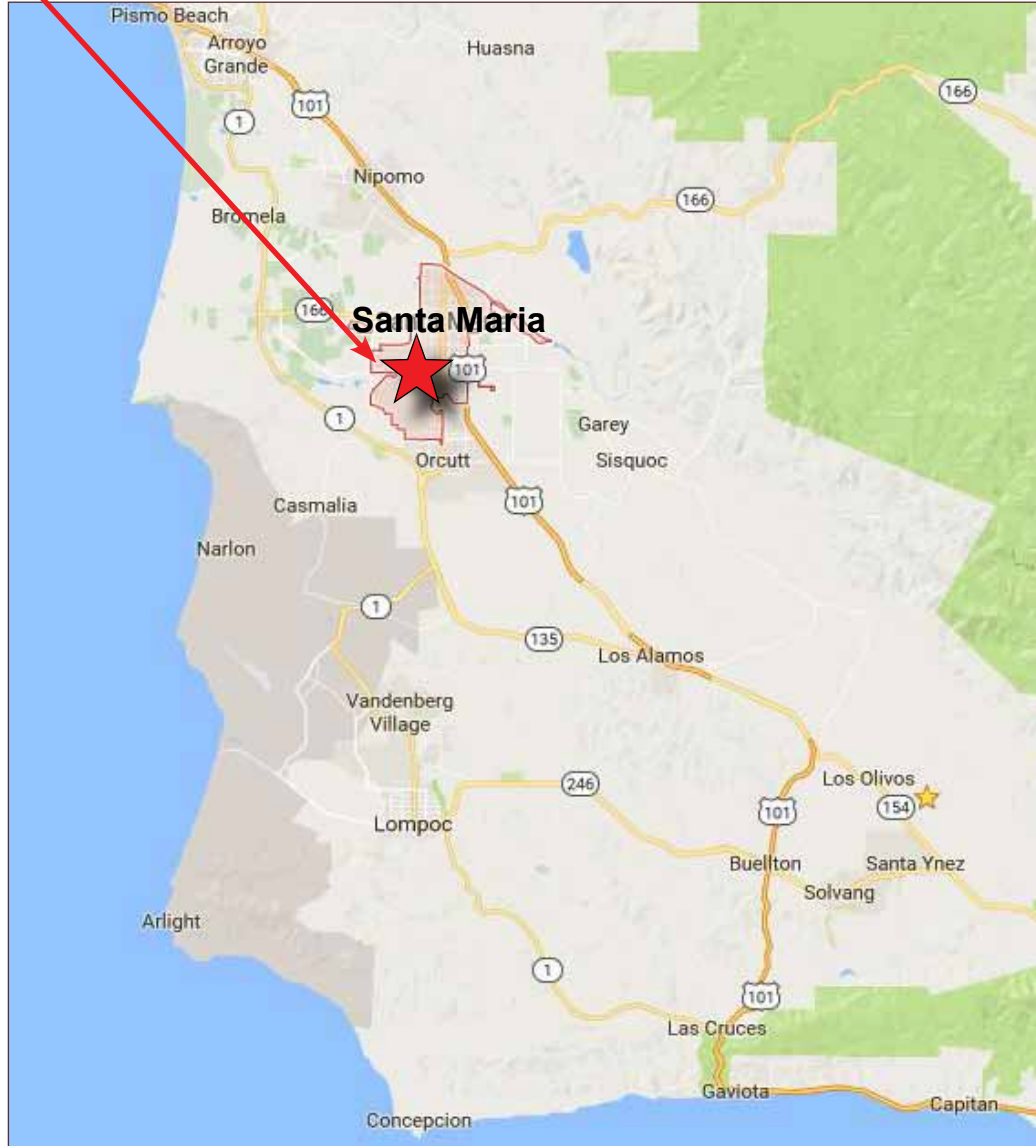 Pismo Beach
Arroyo
Grande
Huasna
166
101
1
Nipomo
166
Bromela
166
Santa Maria
101
1
Garey
Orcutt
Sisquoc
101
Casmalia
Narlon
1
135
Los Alamos
Vandenberg
Village
Los Olivos
246
154
101
Lompoc
Buellton
Santa Ynez
Solvang
Arlight
1
101
Las Cruces
Gaviota
Capitan
Concepcion